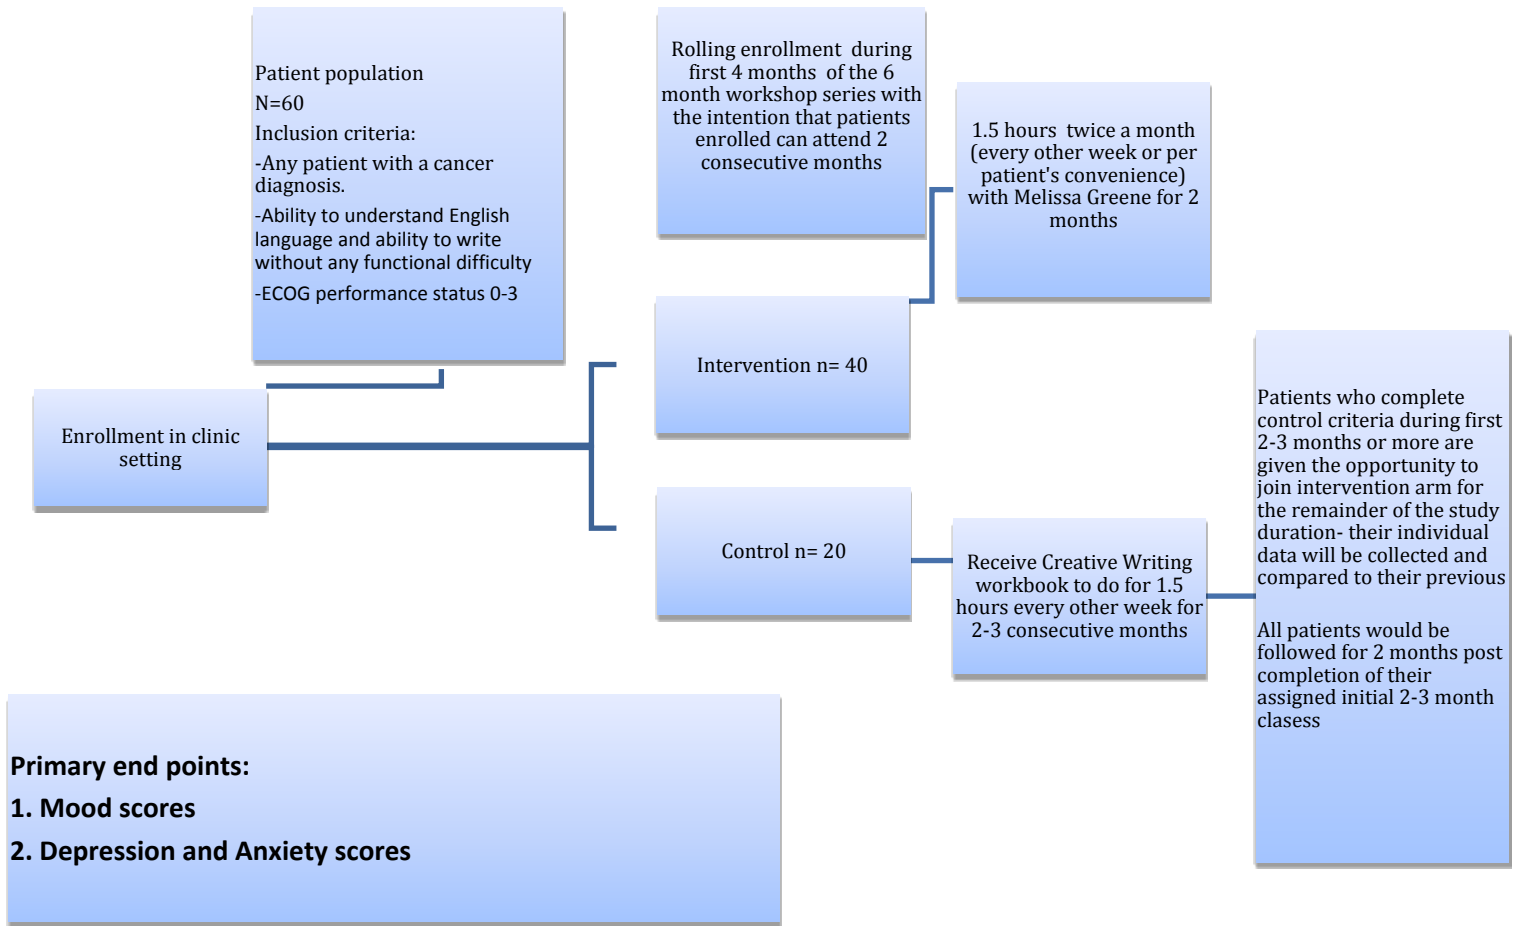 Patient population
N=60
Inclusion criteria:
-Any patient with a cancer
diagnosis.
-Ability to understand English
language and ability to write
without any functional difficulty
-ECOG performance status 0-3
Enrollment in clinic
setting
Rolling enrollment during
first 4 months of the 6
month workshop series with
the intention that patients
enrolled can attend 2
consecutive months
1.5 hours twice a month
(every other week or per
patient's convenience)
with Melissa Greene for 2
months
Intervention n= 40
Control n= 20
Receive Creative Writing
workbook to do for 1.5
hours every other week for
2-3 consecutive months
Patients who complete
control criteria during first
2-3 months or more are
given the opportunity to
join intervention arm for
the remainder of the study
duration- their individual
data will be collected and
compared to their previous
All patients would be
followed for 2 months post
completion of their
assigned initial 2-3 month
clasess
Primary end points:
1. Mood scores
2. Depression and Anxiety scores